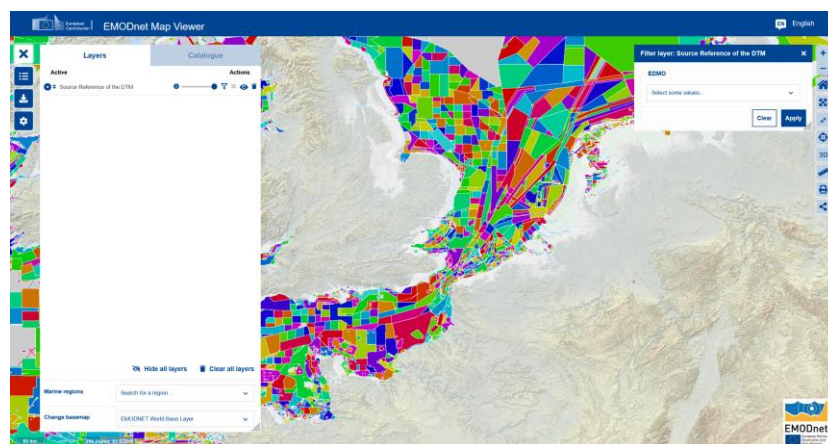 European Commission
EMODnet Map Viewer
EN English
Layers Catalogue
Active Actions
Source Reference of the DTM
Filter layer: Source Reference of the DTM
EDMO
Select some values...
Clear Apply
3D
Hide all layers Clear all layers
Marine regions Search for a region ...
Change basemap EMODNET World Base Layer
EMODnet